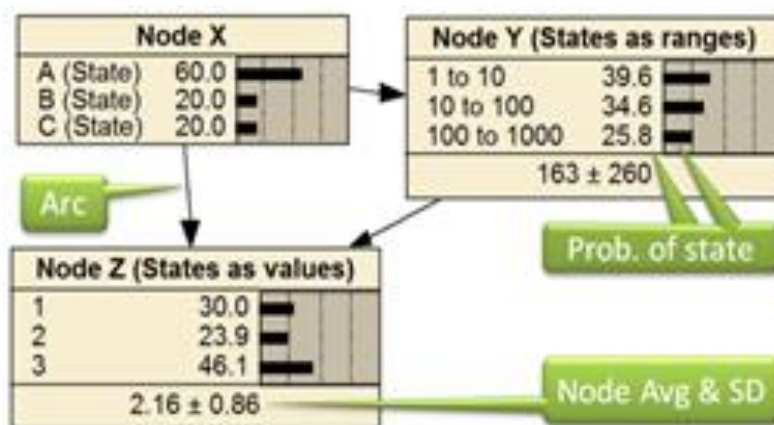 Node X
A (State) 60.0
B (State) 20.0
C (State) 20.0
Node Y (States as ranges)
1 to 10 39.6
10 to 100 34.6
100 to 1000 25.8
163 ± 260
Arc
Prob. of state
Node Z (States as values)
1 30.0
2 23.9
3 46.1
2.16 ± 0.86
Node Avg & SD